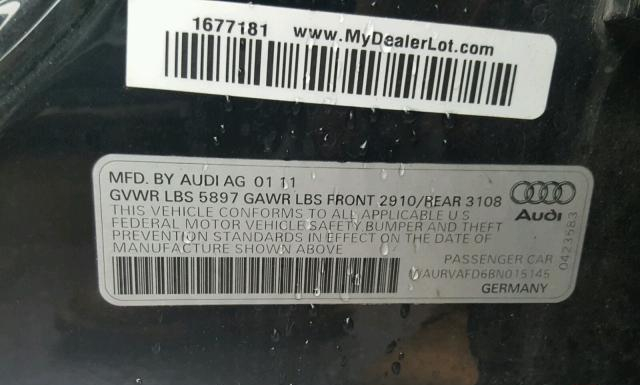 1677181 www.MyDealerLot.com
MFD. BY AUDI AG 01 11
GVWR LBS 5897 GAWR LBS FRONT 2910/REAR 3108
THIS VEHICLE CONFORMS TO ALL APPLICABLE U S
FEDERAL MOTOR VEHICLE SAFETY,BUMPER AND THEFT
PREVENTION STANDARDS IN EFFECT ON THE DATE OF
MANUFACTURE SHOWN ABOVE
Audi
0423583
PASSENGER CAR
WAURVAFD6BN015145
GERMANY